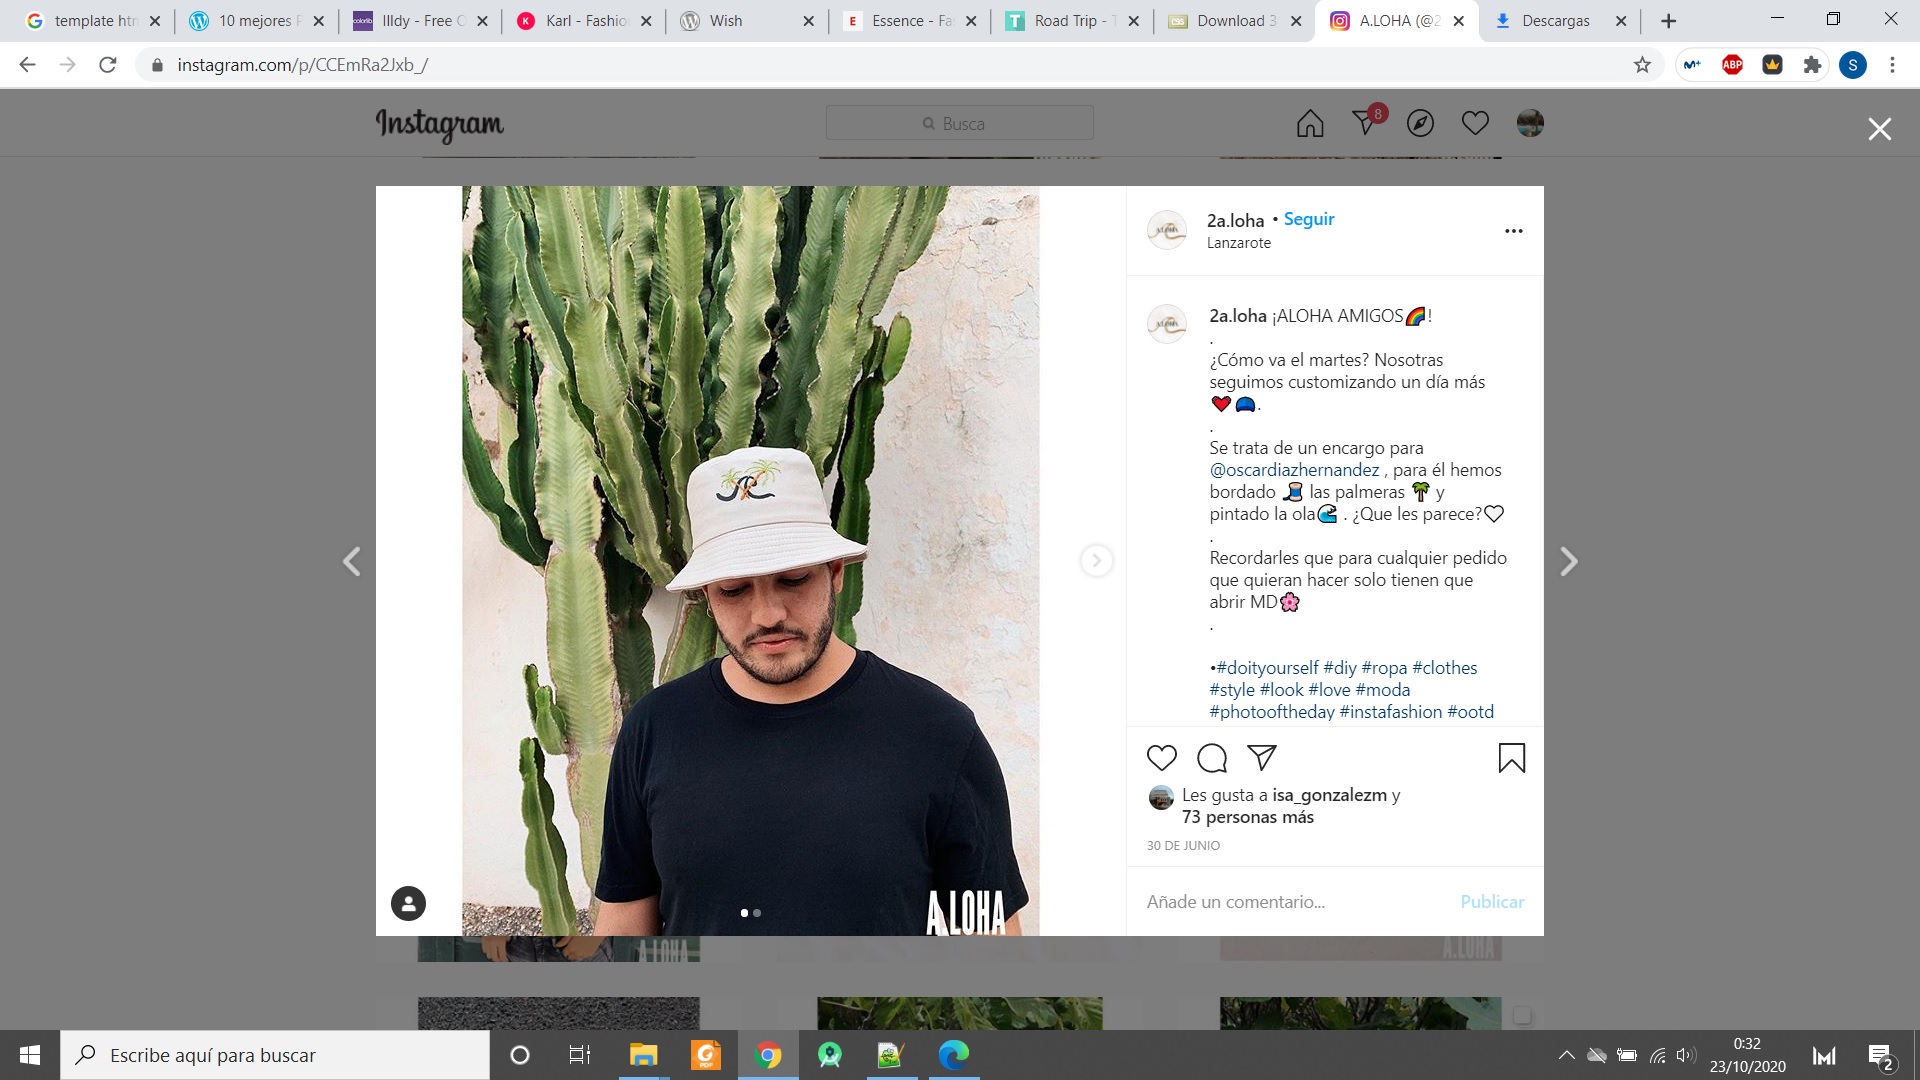 template htn
10 mejores P
Illdy - Free C
Karl - Fashio
Wish
Essence - Fa
Road Trip - T
Download 3
A.LOHA (@2
Descargas
instagram.com/p/CCEmRa2Jxb_/
ABP
S
Instagram
Busca
8
2a.loha • Seguir
Lanzarote
2a.loha ¡ALOHA AMIGOS🌈!
.
¿Cómo va el martes? Nosotras
seguimos customizando un día más
❤️🧢.
.
Se trata de un encargo para
@oscardiazhernandez , para él hemos
bordado 🧵 las palmeras 🌴 y
pintado la ola🌊 . ¿Que les parece?♡
.
Recordarles que para cualquier pedido
que quieran hacer solo tienen que
abrir MD🌸
.
•#doityourself #diy #ropa #clothes
#style #look #love #moda
#photooftheday #instafashion #ootd
Les gusta a isa_gonzalezm y
73 personas más
30 DE JUNIO
Añade un comentario...
Publicar
A.LOHA
A.LOHA
A.LOHA
Escribe aquí para buscar
0:32
23/10/2020
2